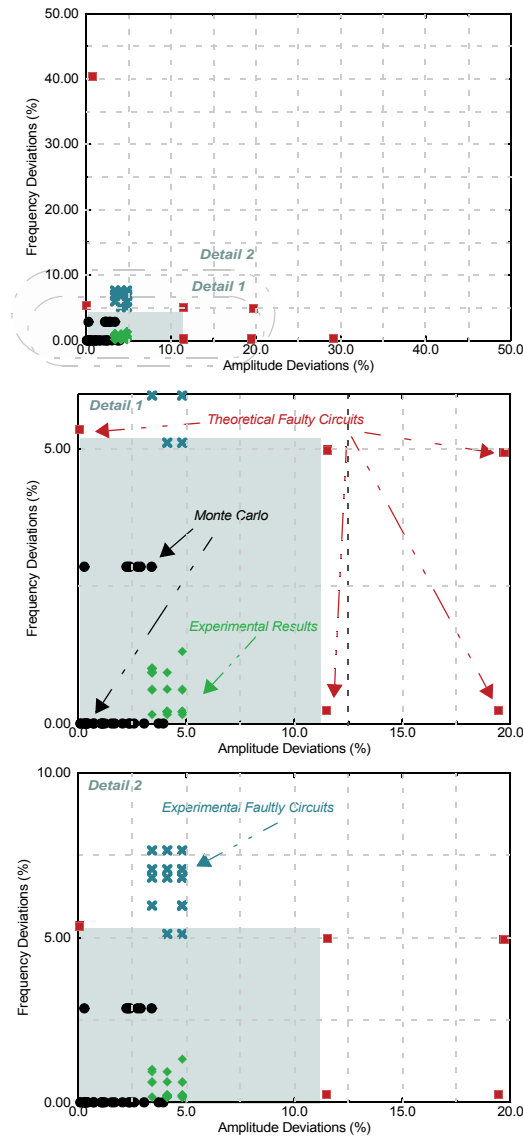 50.00
40.00
30.00
20.00
10.00
0.00
Frequency Deviations (%)
Detail 2
Detail 1
0.0
10.0
20.0
30.0
40.0
50.0
Amplitude Deviations (%)
Detail 1
Theoretical Faulty Circuits
5.00
Monte Carlo
Frequency Deviations (%)
Experimental Results
0.00
0.0
5.0
10.0
15.0
20.0
Amplitude Deviations (%)
10.00
Detail 2
Experimental Faultly Circuits
5.00
Frequency Deviations (%)
0.00
0.0
5.0
10.0
15.0
20.0
Amplitude Deviations (%)